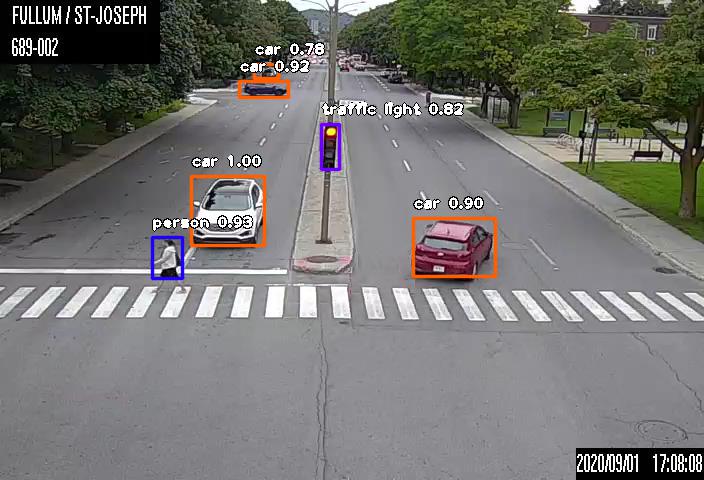 FULLUM / ST-JOSEPH
689-002
car 0.78
car 0.92
traffic light 0.82
car 1.00
car 0.90
person 0.93
2020/09/01 17:08:08